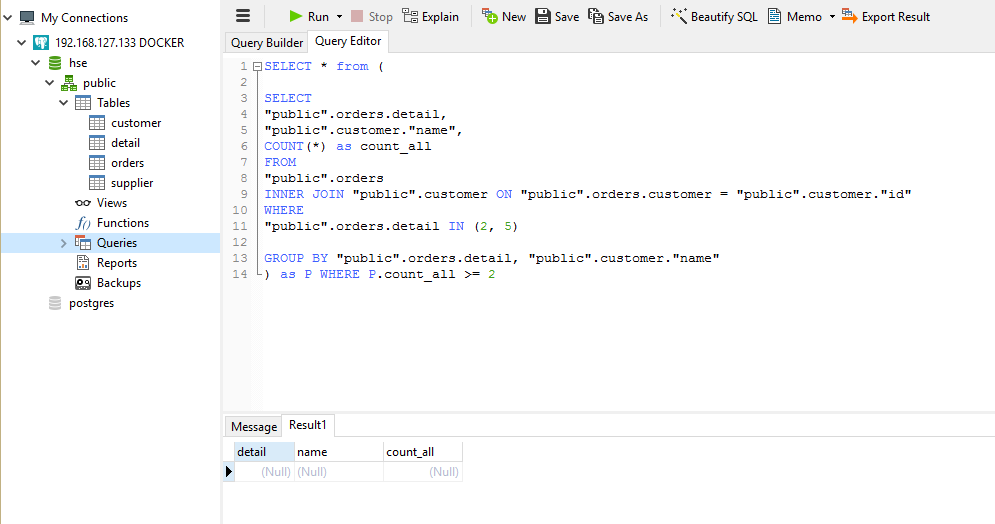 My Connections
192.168.127.133 DOCKER
hse
public
Tables
customer
detail
orders
supplier
Views
Functions
Queries
Reports
Backups
postgres
Run Stop Explain New Save Save As Beautify SQL Memo Export Result
Query Builder Query Editor
1 SELECT * from (
2
3 SELECT
4 "public".orders.detail,
5 "public".customer."name",
6 COUNT(*) as count_all
7 FROM
8 "public".orders
9 INNER JOIN "public".customer ON "public".orders.customer = "public".customer."id"
10 WHERE
11 "public".orders.detail IN (2, 5)
12
13 GROUP BY "public".orders.detail, "public".customer."name"
14 ) as P WHERE P.count_all >= 2
Message Result1
detail name count_all
(Null) (Null) (Null)